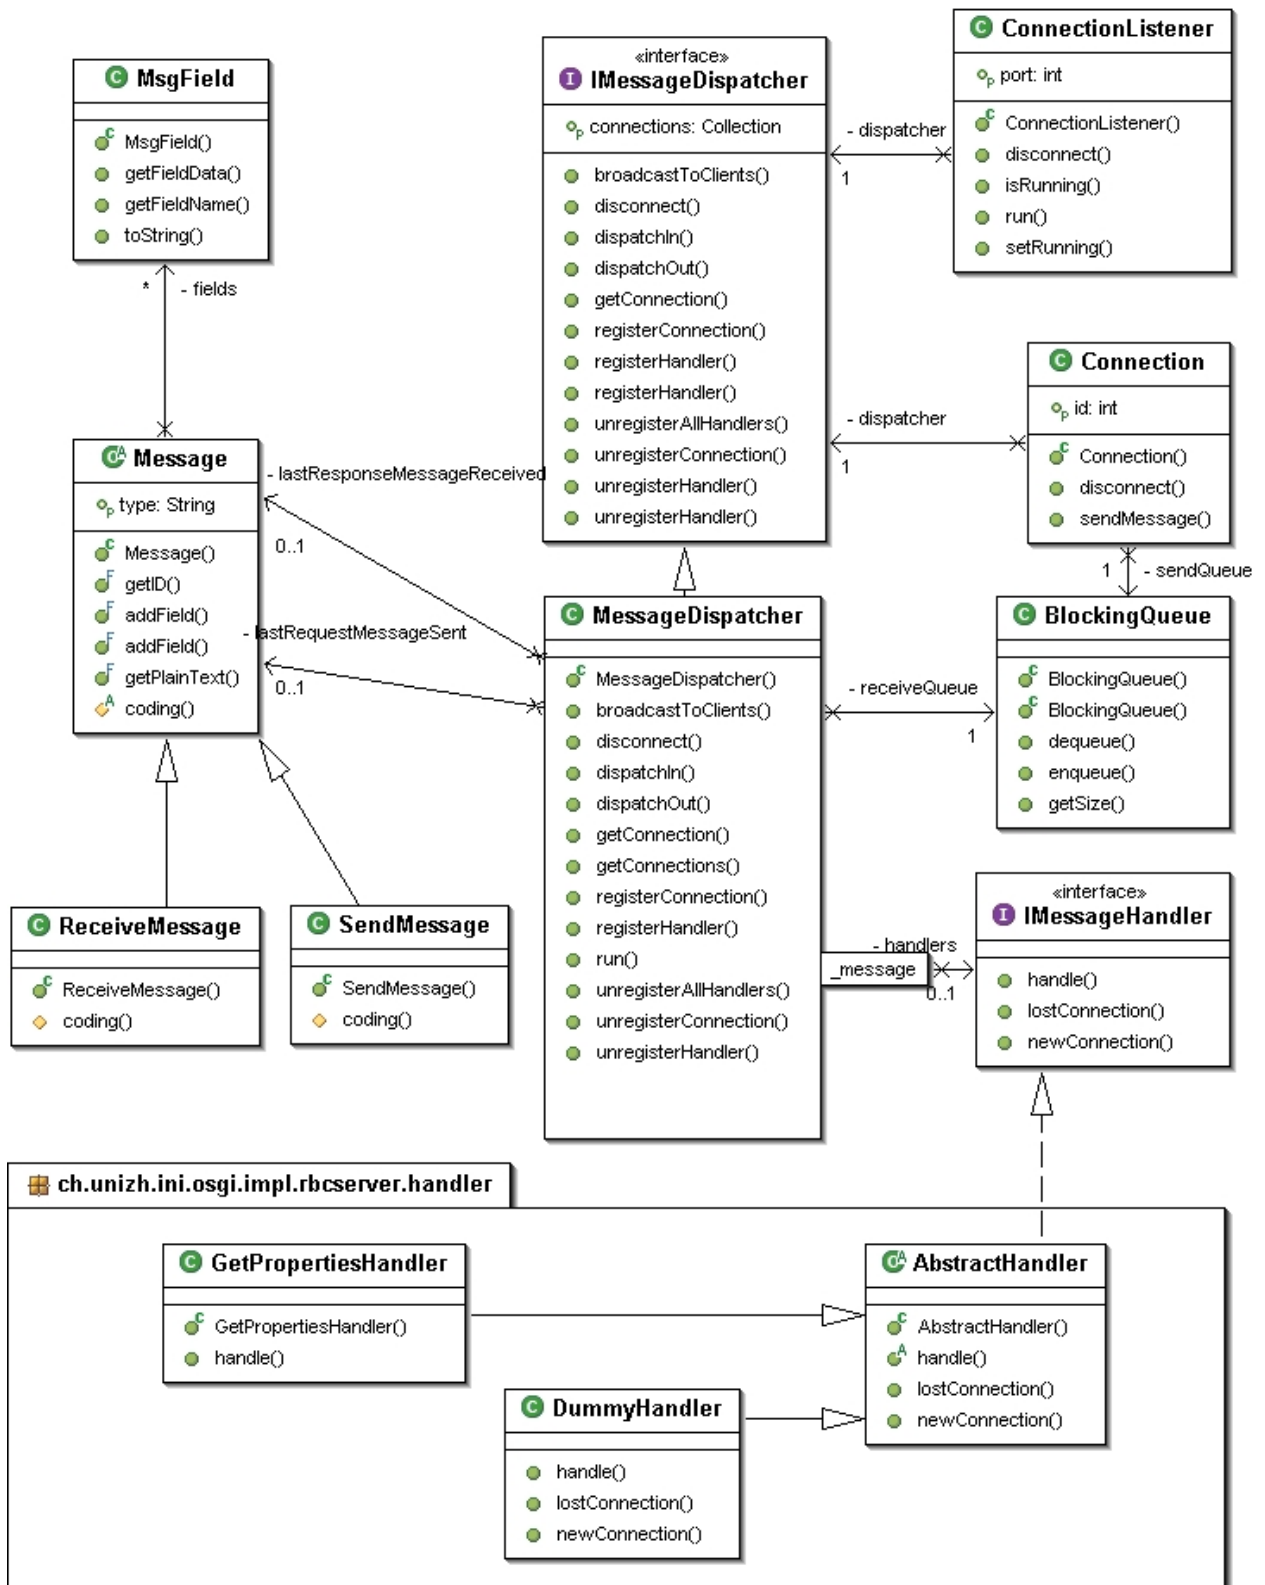 MsgField
MsgField()
getFieldData()
getFieldName()
toString()
* - fields
«interface»
IMessageDispatcher
connections: Collection
broadcastToClients()
disconnect()
dispatchIn()
dispatchOut()
getConnection()
registerConnection()
registerHandler()
registerHandler()
unregisterAllHandlers()
unregisterConnection()
unregisterHandler()
unregisterHandler()
- dispatcher
1
ConnectionListener
port: int
ConnectionListener()
disconnect()
isRunning()
run()
setRunning()
- dispatcher
1
Connection
id: int
Connection()
disconnect()
sendMessage()
1 - sendQueue
Message
type: String
Message()
getID()
addField()
addField()
getPlainText()
coding()
- lastResponseMessageReceived
0..1
- lastRequestMessageSent
0..1
MessageDispatcher
MessageDispatcher()
broadcastToClients()
disconnect()
dispatchIn()
dispatchOut()
getConnection()
getConnections()
registerConnection()
registerHandler()
run()
unregisterAllHandlers()
unregisterConnection()
unregisterHandler()
- receiveQueue
1
BlockingQueue
BlockingQueue()
BlockingQueue()
dequeue()
enqueue()
getSize()
ReceiveMessage
ReceiveMessage()
coding()
SendMessage
SendMessage()
coding()
- handlers
_message
0..1
«interface»
IMessageHandler
handle()
lostConnection()
newConnection()
ch.unizh.ini.osgi.impl.rbcserver.handler
GetPropertiesHandler
GetPropertiesHandler()
handle()
AbstractHandler
AbstractHandler()
handle()
lostConnection()
newConnection()
DummyHandler
handle()
lostConnection()
newConnection()